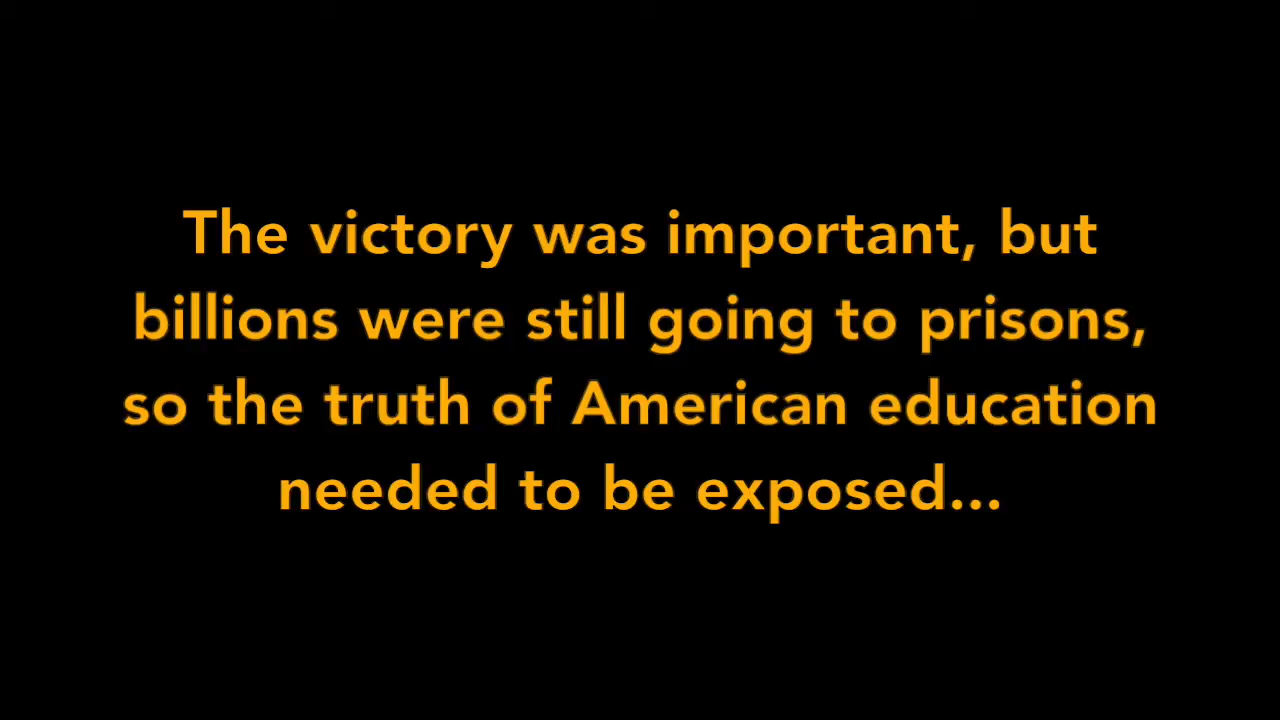 The victory was important, but
billions were still going to prisons,
so the truth of American education
needed to be exposed...